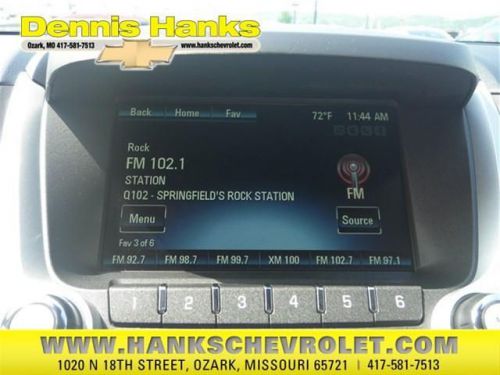 Dennis Hanks
Ozark, MO 417-581-7513
www.hankschevrolet.com
Back Home Fav 72°F 11:44 AM
Rock
FM 102.1
STATION
Q102 - SPRINGFIELD'S ROCK STATION
FM
Menu Source
Fav 3 of 6
FM 92.7 FM 98.7 FM 99.7 XM 100 FM 102.7 FM 97.1
1 2 3 4 5 6
WWW.HANKSCHEVROLET.COM
1020 N 18TH STREET, OZARK, MISSOURI 65721 | 417-581-7513